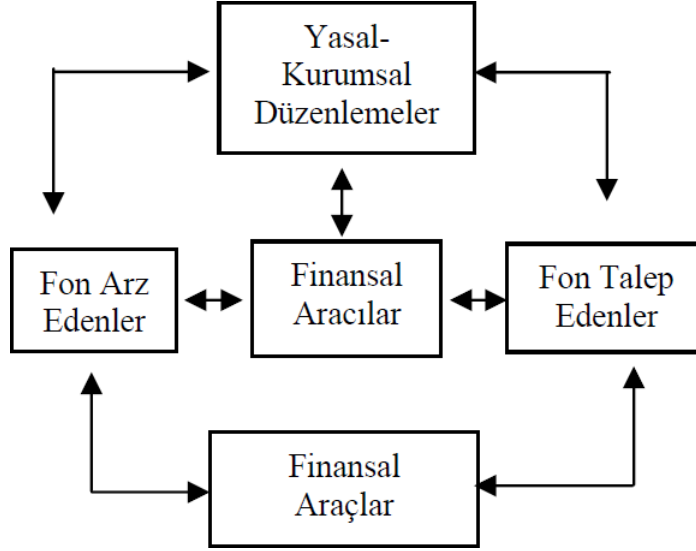 Yasal-
Kurumsal
Düzenlemeler
Fon Arz
Edenler
Finansal
Aracılar
Fon Talep
Edenler
Finansal
Araçlar